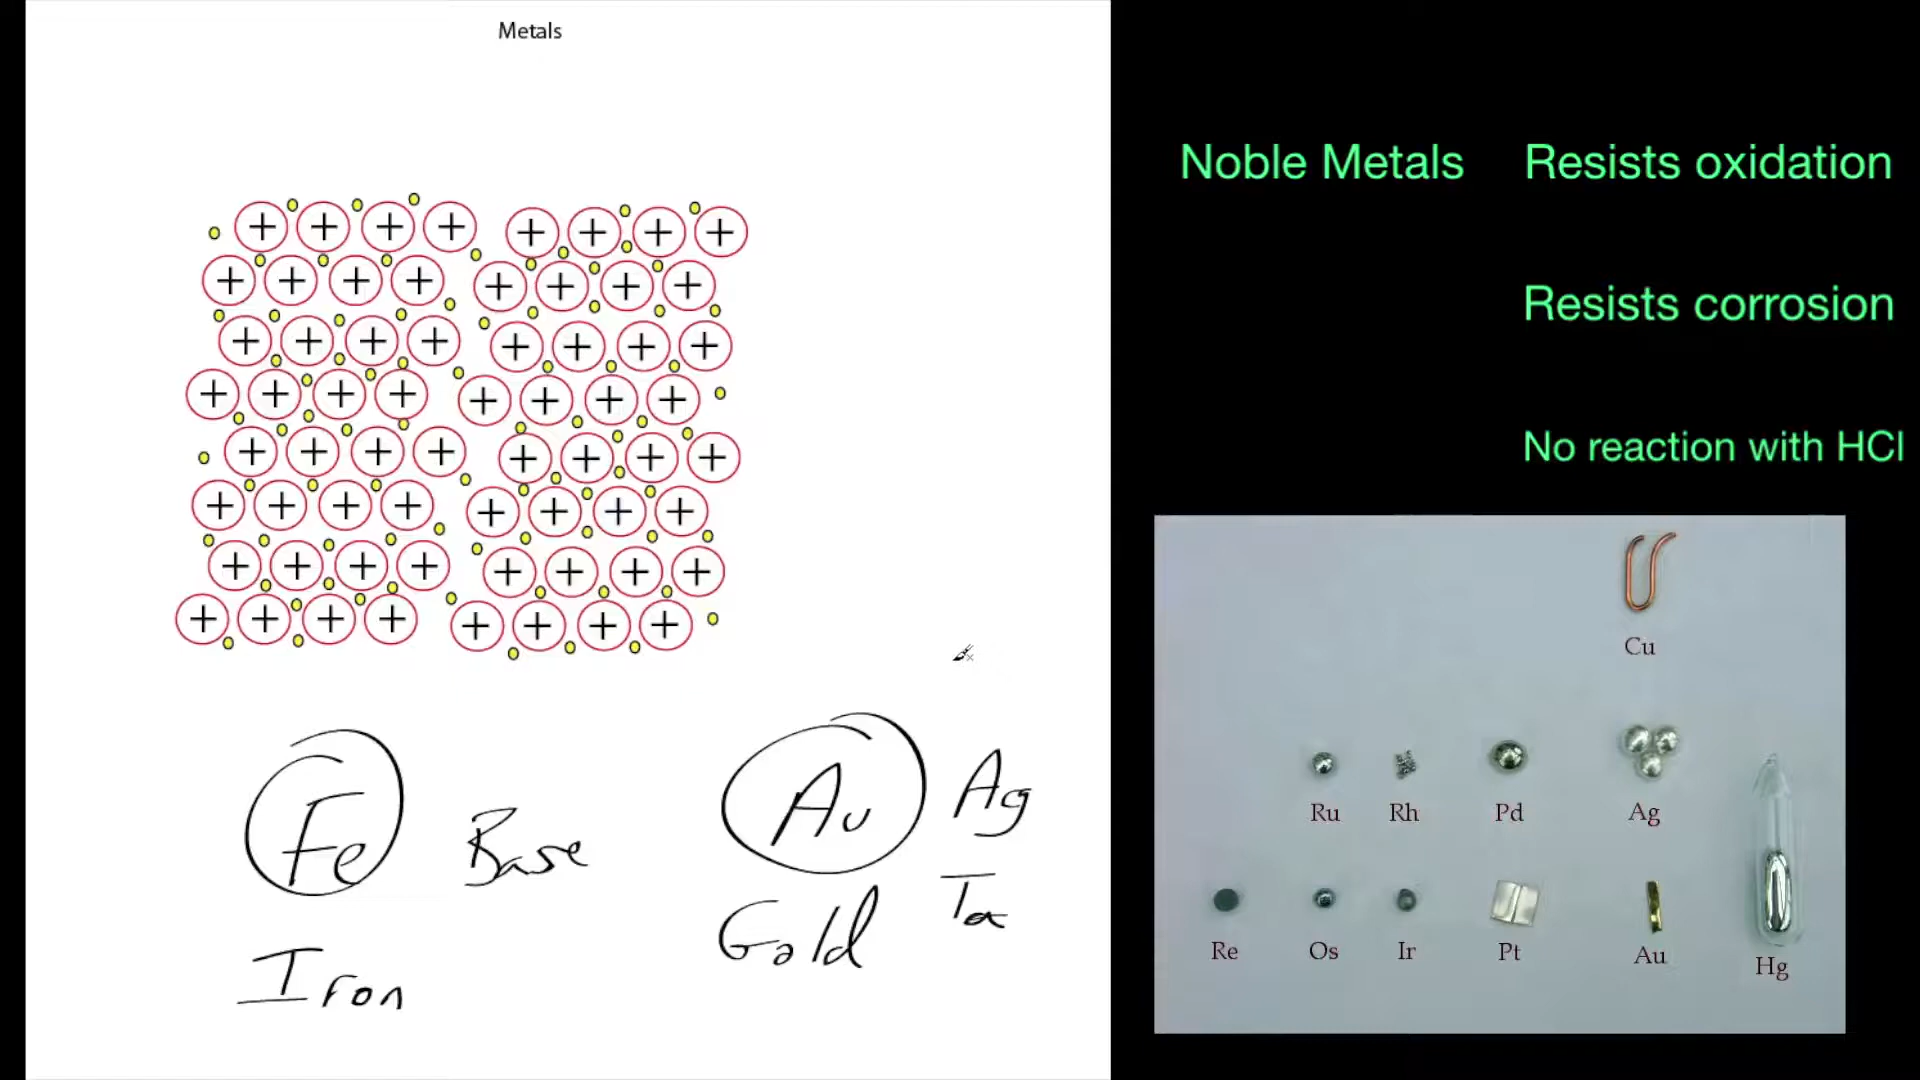 Metals
+ + + + + + + +
+ + + + + + + +
+ + + + + + + +
+ + + + + + + +
+ + + + + + + +
+ + + + + + + +
+ + + + + + + +
+ + + + + + + +
Fe Base
Iron
Au Ag
Gold Ta
Noble Metals Resists oxidation
Resists corrosion
No reaction with HCl
Cu
Ru Rh Pd Ag
Re Os Ir Pt Au Hg